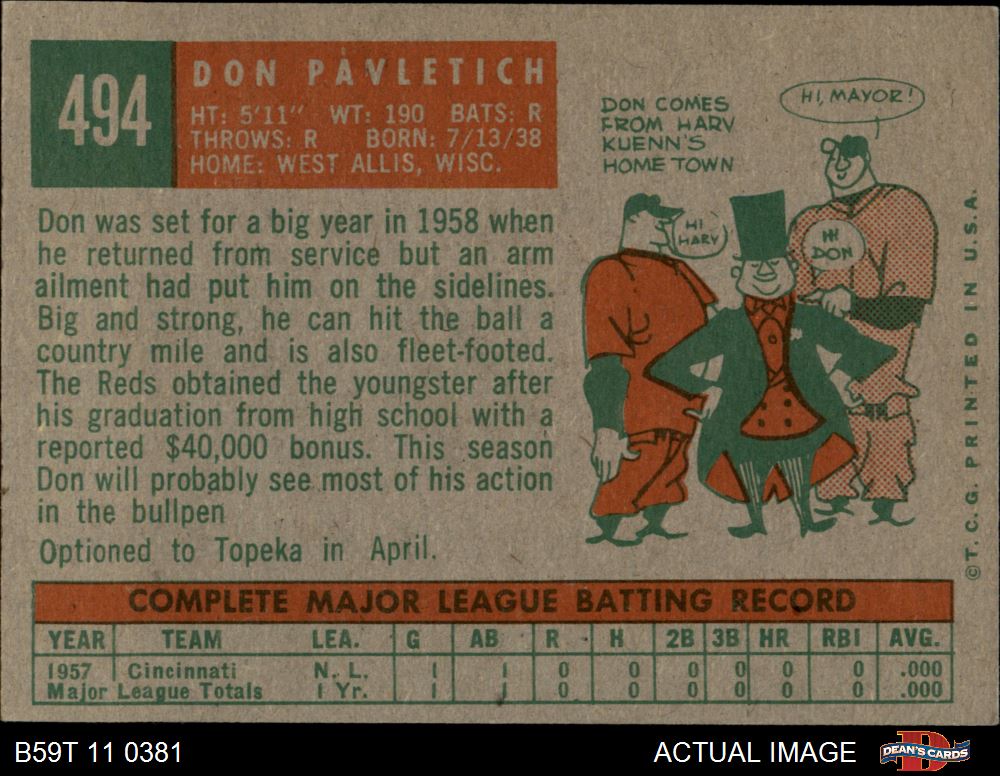 494
DON PAVLETICH
HT: 5'11" WT: 190 BATS: R
THROWS: R BORN: 7/13/38
HOME: WEST ALLIS, WISC.
Don was set for a big year in 1958 when
he returned from service but an arm
ailment had put him on the sidelines.
Big and strong, he can hit the ball a
country mile and is also fleet-footed.
The Reds obtained the youngster after
his graduation from high school with a
reported $40,000 bonus. This season
Don will probably see most of his action
in the bullpen
Optioned to Topeka in April.
DON COMES
FROM HARV
KUENN'S
HOME TOWN
HI, MAYOR!
HI
HARV
HI
DON
©T. C. G. PRINTED IN U.S.A.
COMPLETE MAJOR LEAGUE BATTING RECORD
YEAR TEAM LEA. G AB R H 2B 3B HR RBI AVG.
1957 Cincinnati N. L. 1 1 0 0 0 0 0 0 .000
Major League Totals 1 Yr. 1 1 0 0 0 0 0 0 .000
B59T 11 0381
ACTUAL IMAGE
DEAN'S CARDS